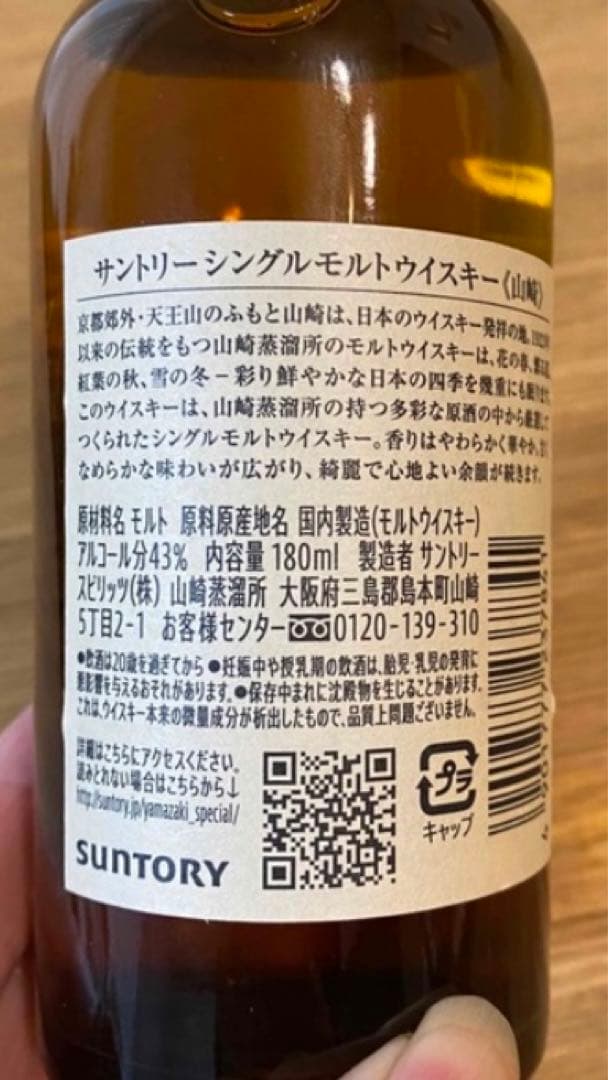 サントリー シングルモルトウイスキー〈山崎〉
京都郊外・天王山のふもと山崎は、日本のウイスキー発祥の地。
以来の伝統をもつ山崎蒸溜所のモルトウイスキーは、花の春、
紅葉の秋、雪の冬－彩り鮮やかな日本の四季を幾重にも
このウイスキーは、山崎蒸溜所の持つ多彩な原酒の中から厳選して
つくられたシングルモルトウイスキー。香りはやわらかく華やか、
なめらかな味わいが広がり、綺麗で心地よい余韻が続きます。
原材料名 モルト 原料原産地名 国内製造(モルトウイスキー)
アルコール分43% 内容量 180ml 製造者 サントリー
スピリッツ(株) 山崎蒸溜所 大阪府三島郡島本町山崎
5丁目2-1 お客様センター 0120-139-310
●飲酒は20歳を過ぎてから ●妊娠中や授乳期の飲酒は、胎児・乳児の発育に
悪影響を与えるおそれがあります。●保存中まれに沈殿物を生じることがあります。
これは、ウイスキー本来の微量成分が析出したもので、品質上問題ございません。
詳細はこちらにアクセスください。
読みとれない場合はこちらから↓
http://suntory.jp/yamazaki_special/
プラ
キャップ
SUNTORY